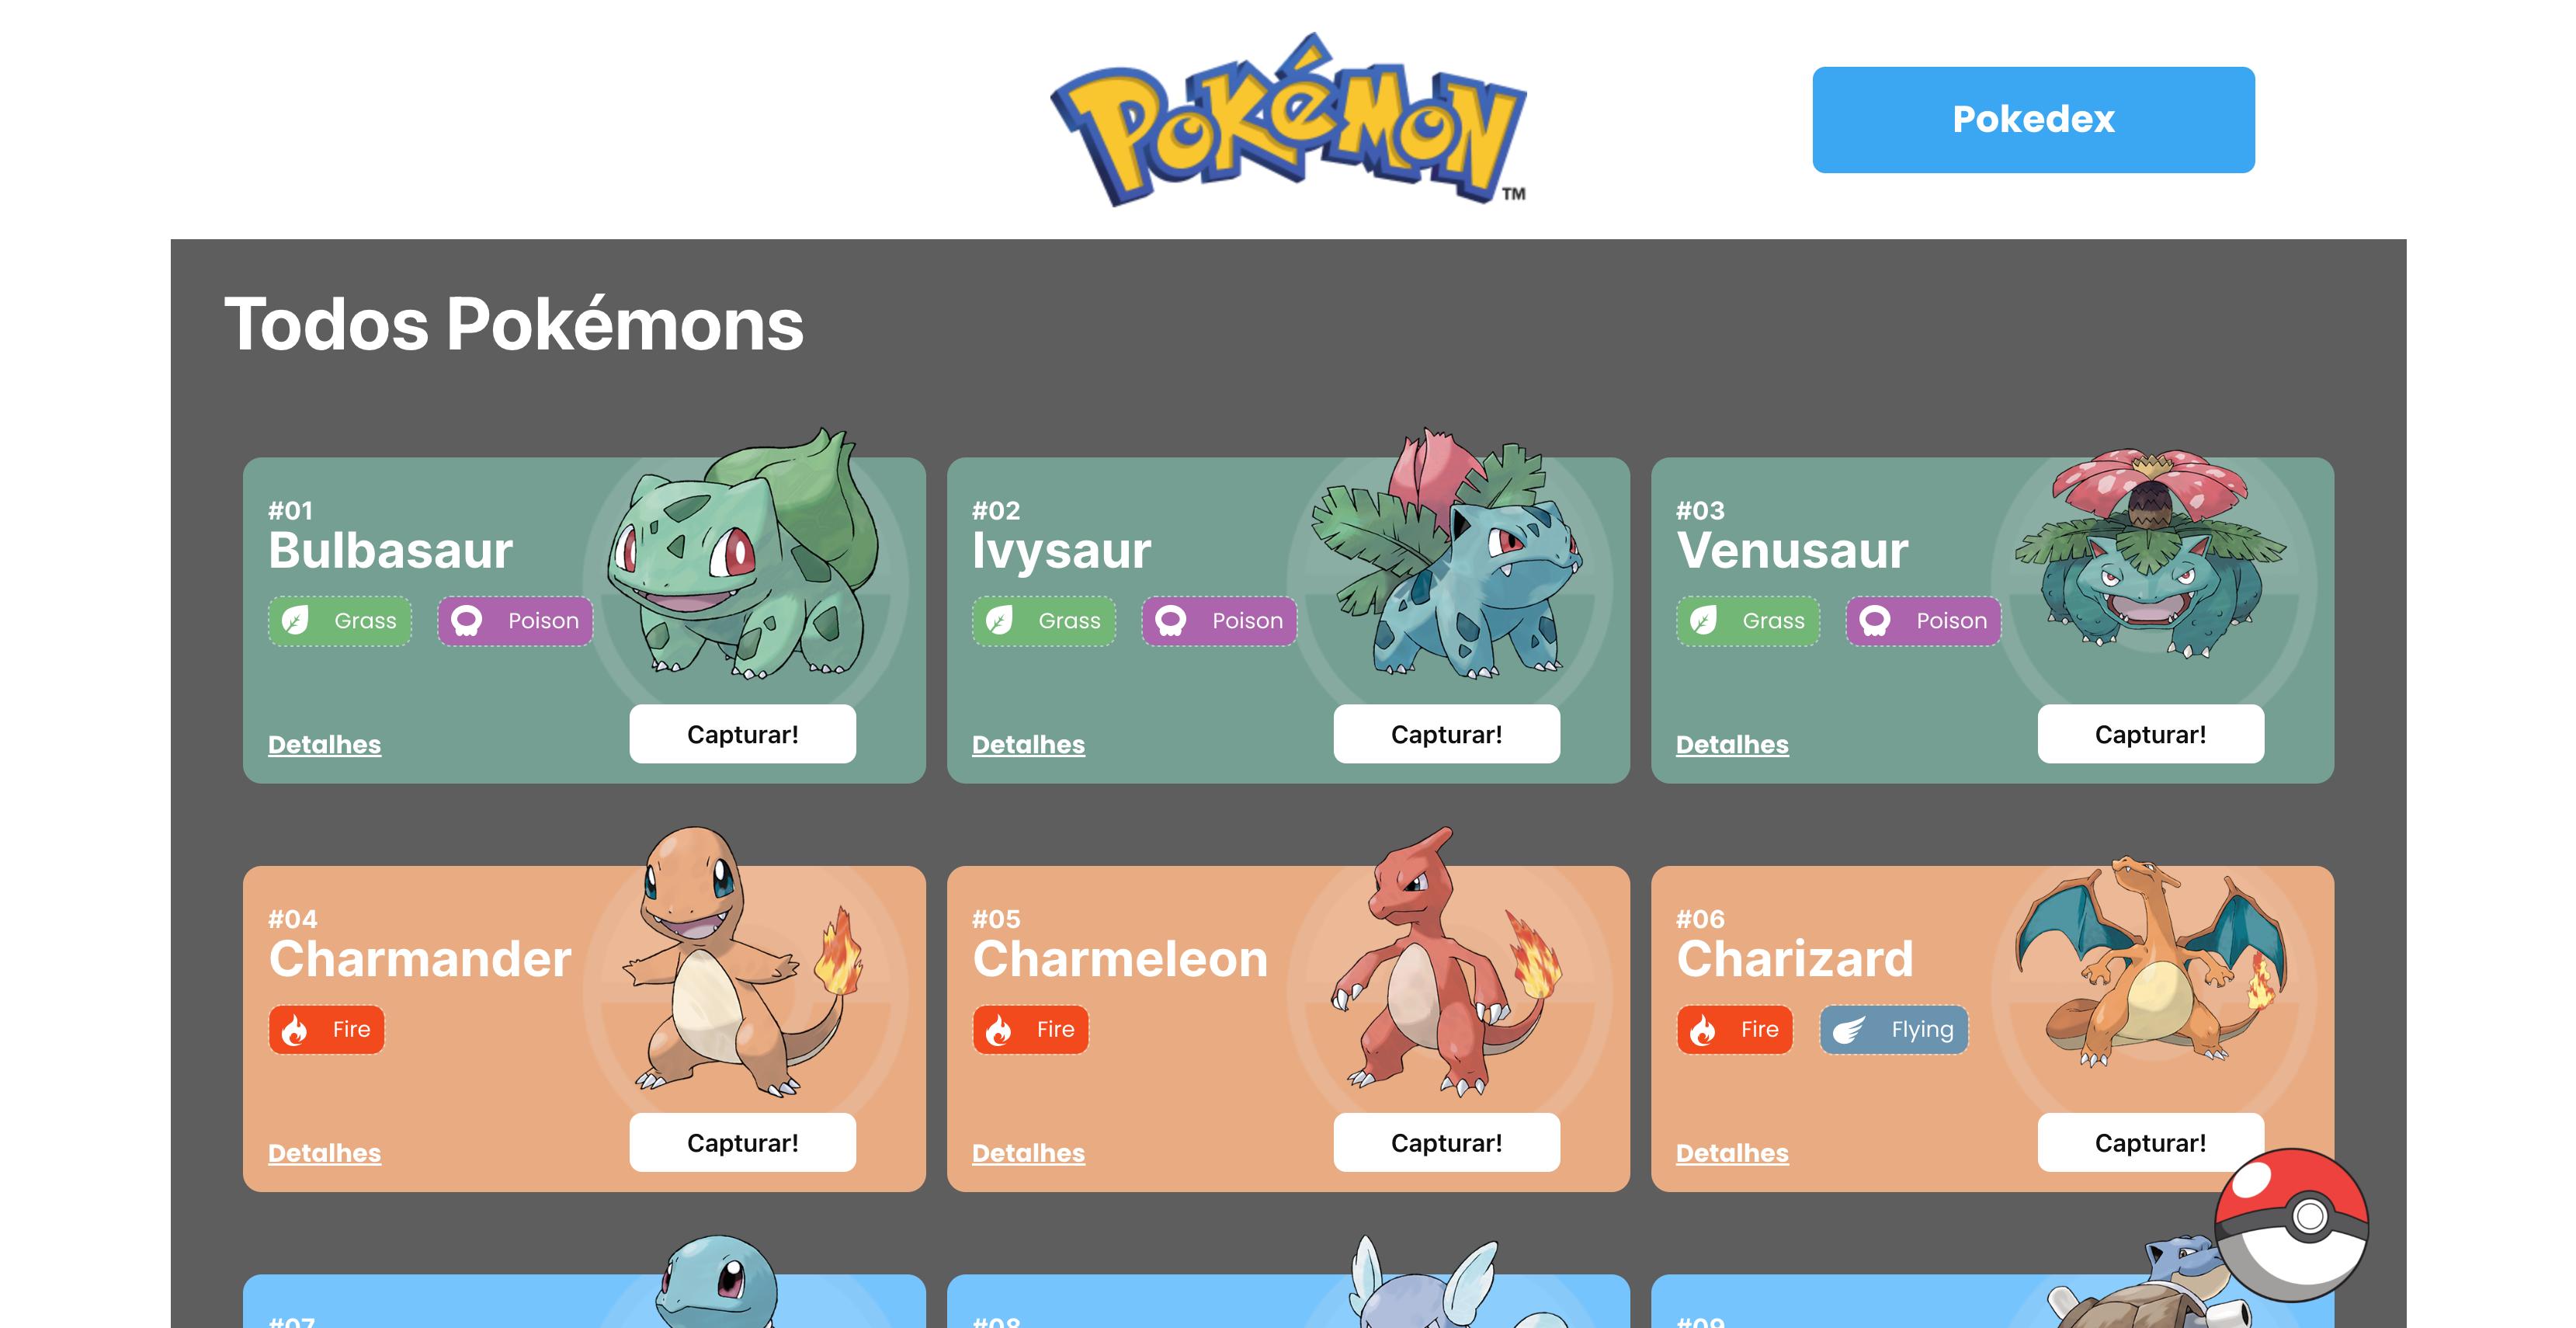 Pokémon TM
Pokedex
Todos Pokémons
#01
Bulbasaur
Grass Poison
Detalhes Capturar!
#02
Ivysaur
Grass Poison
Detalhes Capturar!
#03
Venusaur
Grass Poison
Detalhes Capturar!
#04
Charmander
Fire
Detalhes Capturar!
#05
Charmeleon
Fire
Detalhes Capturar!
#06
Charizard
Fire Flying
Detalhes Capturar!
#07
#08
#09